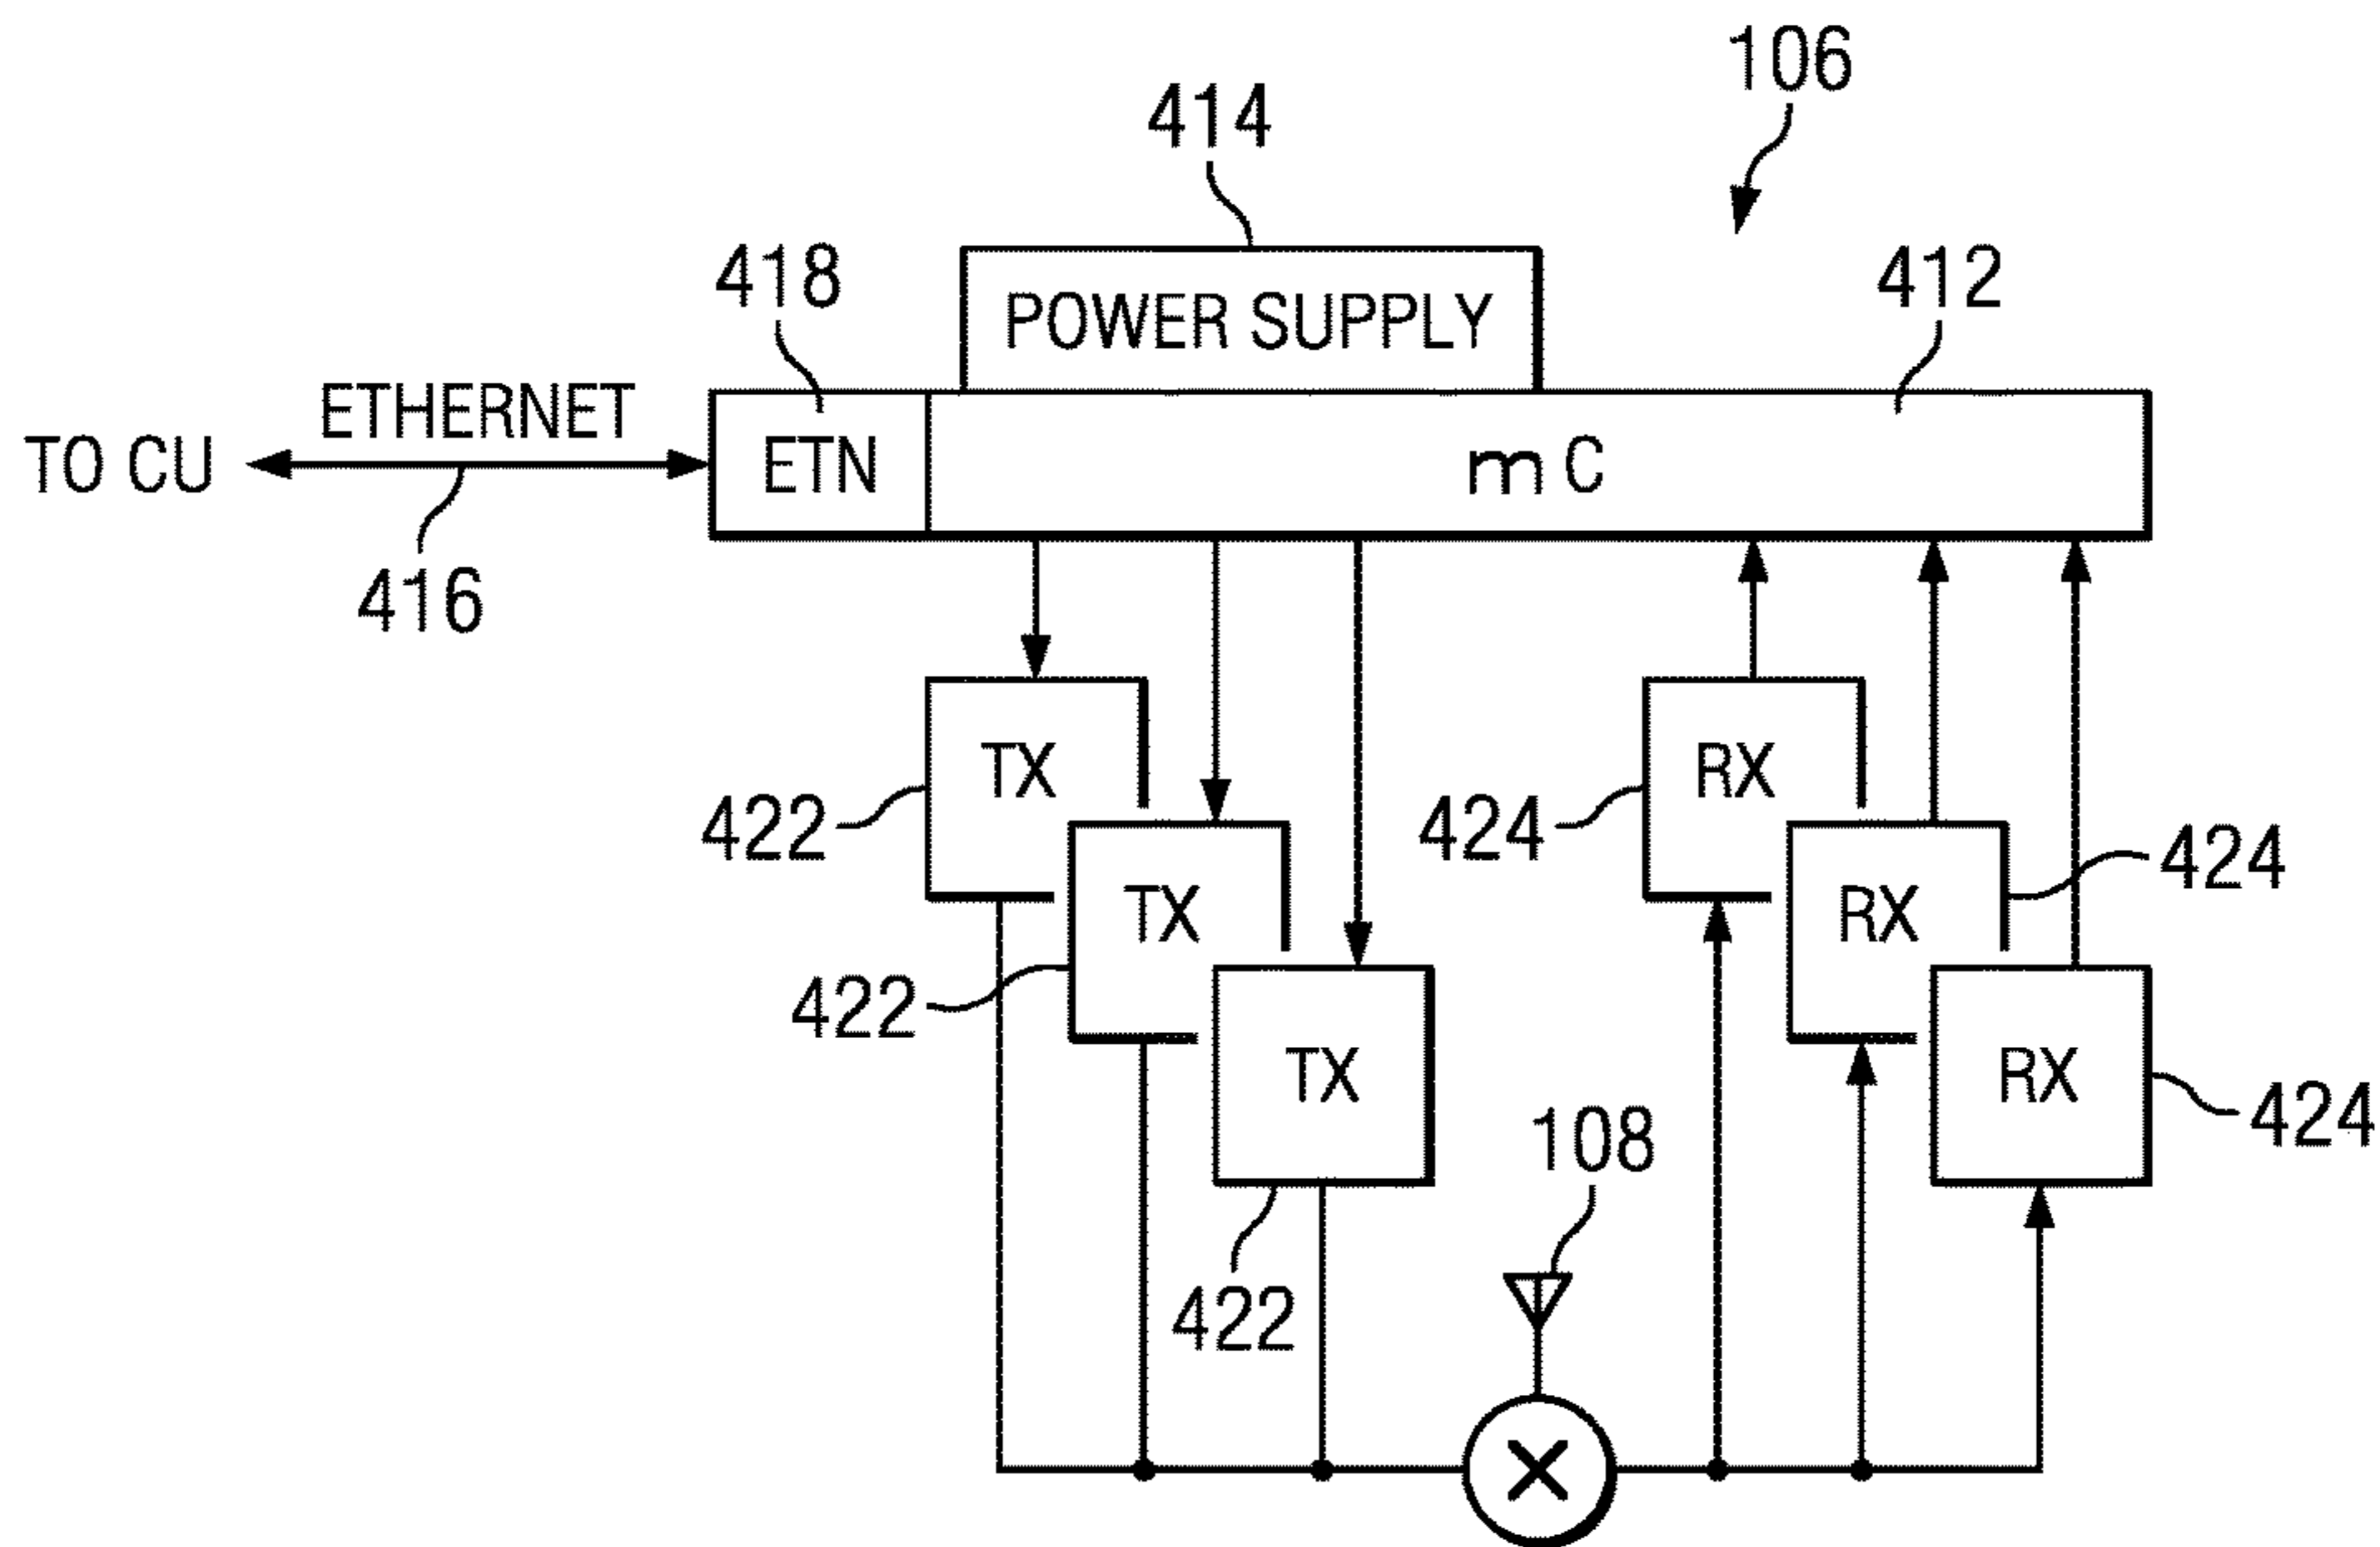 106
414
418
POWER SUPPLY
412
ETHERNET
TO CU
ETN
m C
416
TX
RX
422
424
424
TX
RX
422
TX
RX
108
424
422